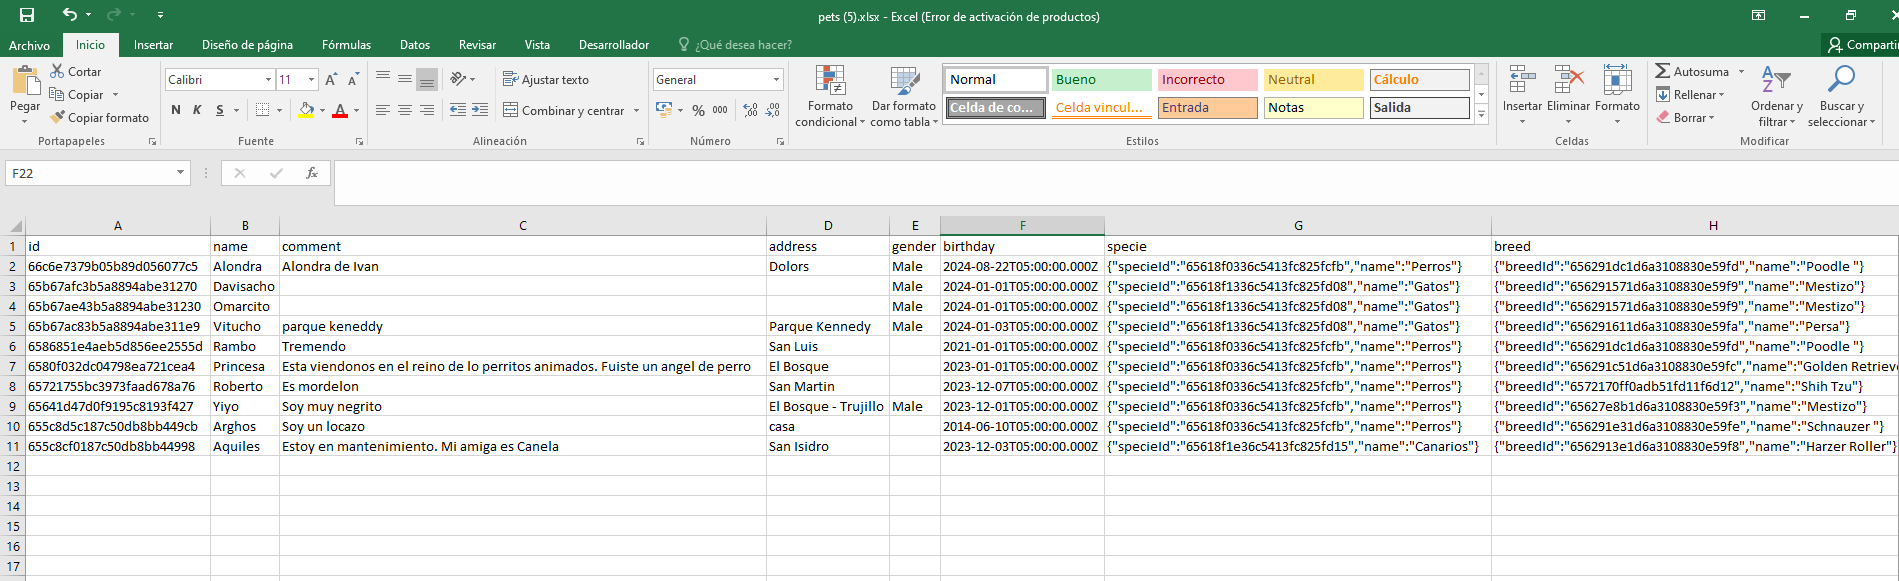 pets (5).xlsx - Excel (Error de activación de productos)
Archivo Inicio Insertar Diseño de página Fórmulas Datos Revisar Vista Desarrollador ¿Qué desea hacer? Compartir
Pegar Cortar Copiar Copiar formato
Portapapeles
Calibri 11
N K S
Fuente
Ajustar texto
Combinar y centrar
Alineación
General
% 000
Número
Formato condicional
Dar formato como tabla
Normal Bueno Incorrecto Neutral Cálculo
Celda de co... Celda vincul... Entrada Notas Salida
Estilos
Insertar Eliminar Formato
Celdas
Autosuma
Rellenar
Borrar
Ordenar y filtrar
Buscar y seleccionar
Modificar
F22 fx
A B C D E F G H
1 id name comment address gender birthday specie breed
2 66c6e7379b05b89d056077c5 Alondra Alondra de Ivan Dolors Male 2024-08-22T05:00:00.000Z {"specieId":"65618f0336c5413fc825fcfb","name":"Perros"} {"breedId":"656291dc1d6a3108830e59fd","name":"Poodle "}
3 65b67afc3b5a8894abe31270 Davisacho Male 2024-01-01T05:00:00.000Z {"specieId":"65618f1336c5413fc825fd08","name":"Gatos"} {"breedId":"656291571d6a3108830e59f9","name":"Mestizo"}
4 65b67ae43b5a8894abe31230 Omarcito Male 2024-01-01T05:00:00.000Z {"specieId":"65618f1336c5413fc825fd08","name":"Gatos"} {"breedId":"656291571d6a3108830e59f9","name":"Mestizo"}
5 65b67ac83b5a8894abe311e9 Vitucho parque keneddy Parque Kennedy Male 2024-01-03T05:00:00.000Z {"specieId":"65618f1336c5413fc825fd08","name":"Gatos"} {"breedId":"656291611d6a3108830e59fa","name":"Persa"}
6 6586851e4aeb5d856ee2555d Rambo Tremendo San Luis 2021-01-01T05:00:00.000Z {"specieId":"65618f0336c5413fc825fcfb","name":"Perros"} {"breedId":"656291dc1d6a3108830e59fd","name":"Poodle "}
7 6580f032dc04798ea721cea4 Princesa Esta viendonos en el reino de lo perritos animados. Fuiste un angel de perro El Bosque 2023-01-01T05:00:00.000Z {"specieId":"65618f0336c5413fc825fcfb","name":"Perros"} {"breedId":"656291c51d6a3108830e59fc","name":"Golden Retrieve
8 65721755bc3973faad678a76 Roberto Es mordelon San Martin 2023-12-07T05:00:00.000Z {"specieId":"65618f0336c5413fc825fcfb","name":"Perros"} {"breedId":"6572170ff0adb51fd11f6d12","name":"Shih Tzu"}
9 65641d47d0f9195c8193f427 Yiyo Soy muy negrito El Bosque - Trujillo Male 2023-12-01T05:00:00.000Z {"specieId":"65618f0336c5413fc825fcfb","name":"Perros"} {"breedId":"65627e8b1d6a3108830e59f3","name":"Mestizo"}
10 655c8d5c187c50db8bb449cb Arghos Soy un locazo casa 2014-06-10T05:00:00.000Z {"specieId":"65618f0336c5413fc825fcfb","name":"Perros"} {"breedId":"656291e31d6a3108830e59fe","name":"Schnauzer "}
11 655c8cf0187c50db8bb44998 Aquiles Estoy en mantenimiento. Mi amiga es Canela San Isidro 2023-12-03T05:00:00.000Z {"specieId":"65618f1e36c5413fc825fd15","name":"Canarios"} {"breedId":"6562913e1d6a3108830e59f8","name":"Harzer Roller"}
12
13
14
15
16
17